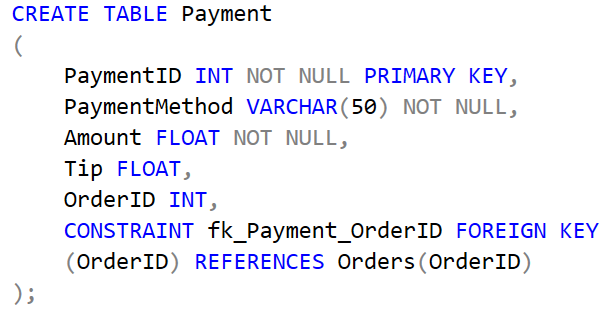 CREATE TABLE Payment
(
PaymentID INT NOT NULL PRIMARY KEY,
PaymentMethod VARCHAR(50) NOT NULL,
Amount FLOAT NOT NULL,
Tip FLOAT,
OrderID INT,
CONSTRAINT fk_Payment_OrderID FOREIGN KEY
(OrderID) REFERENCES Orders(OrderID)
);